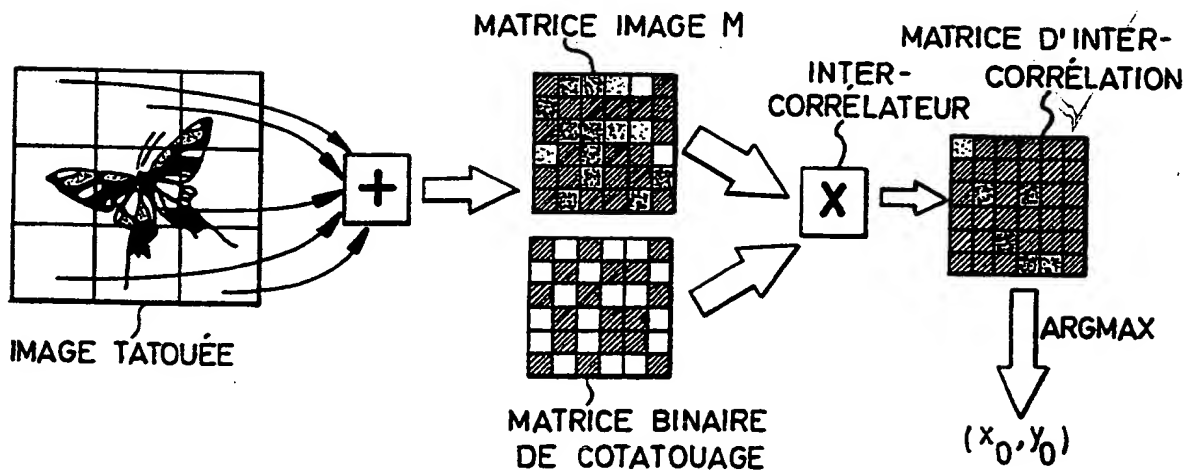 MATRICE IMAGE M
INTER-
CORRÉLATEUR
MATRICE D'INTER-
CORRÉLATION
+
X
IMAGE TATOUÉE
MATRICE BINAIRE
DE COTATOUAGE
ARGMAX
(x0, y0)